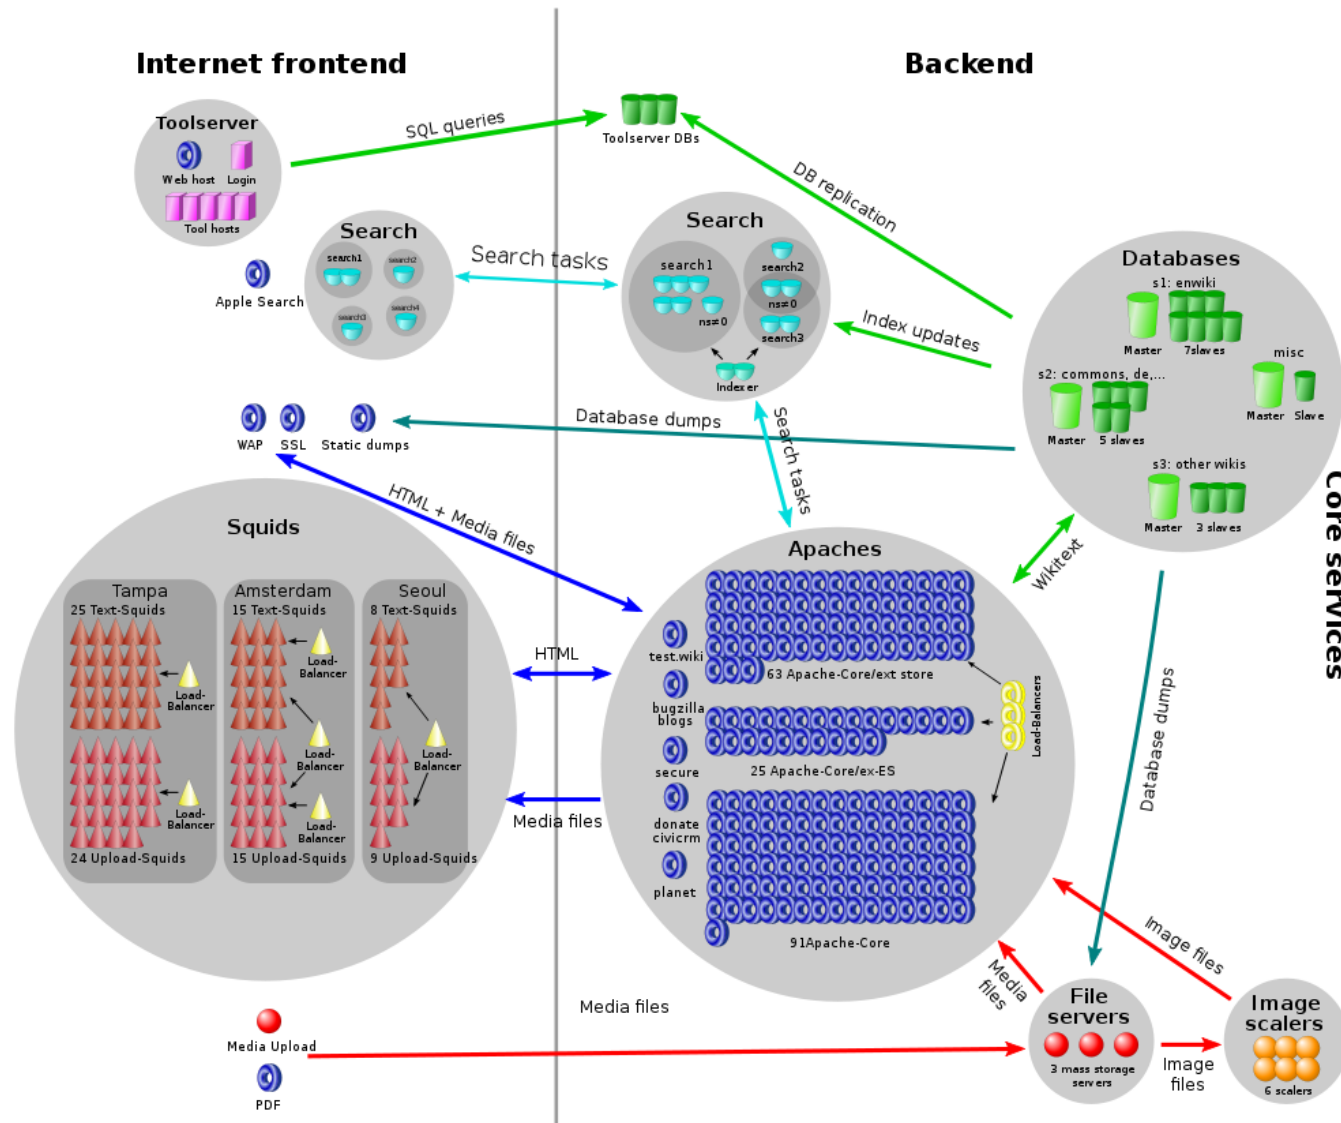 Internet frontend
Backend
Toolserver
Web host
Login
Tool hosts
SQL queries
Toolserver DBs
DB replication
Search
search1
search2
search3
search4
Apple Search
Search tasks
Search
search1
ns≠0
search2
ns≠0
search3
Indexer
Index updates
Databases
s1: enwiki
Master
7slaves
misc
Master
Slave
s2: commons, de,...
Master
5 slaves
s3: other wikis
Master
3 slaves
Core services
WAP
SSL
Static dumps
Database dumps
Search tasks
HTML + Media files
Wikitext
Squids
Tampa
25 Text-Squids
Load-
Balancer
Load-
Balancer
24 Upload-Squids
Amsterdam
15 Text-Squids
Load-
Balancer
Load-
Balancer
Load-
Balancer
15 Upload-Squids
Seoul
8 Text-Squids
Load-
Balancer
9 Upload-Squids
HTML
Media files
Apaches
test.wiki
bugzilla
blogs
secure
donate
civicrm
planet
63 Apache-Core/ext store
25 Apache-Core/ex-ES
91Apache-Core
Load-Balancers
Database dumps
Image files
Media
files
Media files
Media Upload
PDF
File
servers
3 mass storage
servers
Image
files
Image
scalers
6 scalers